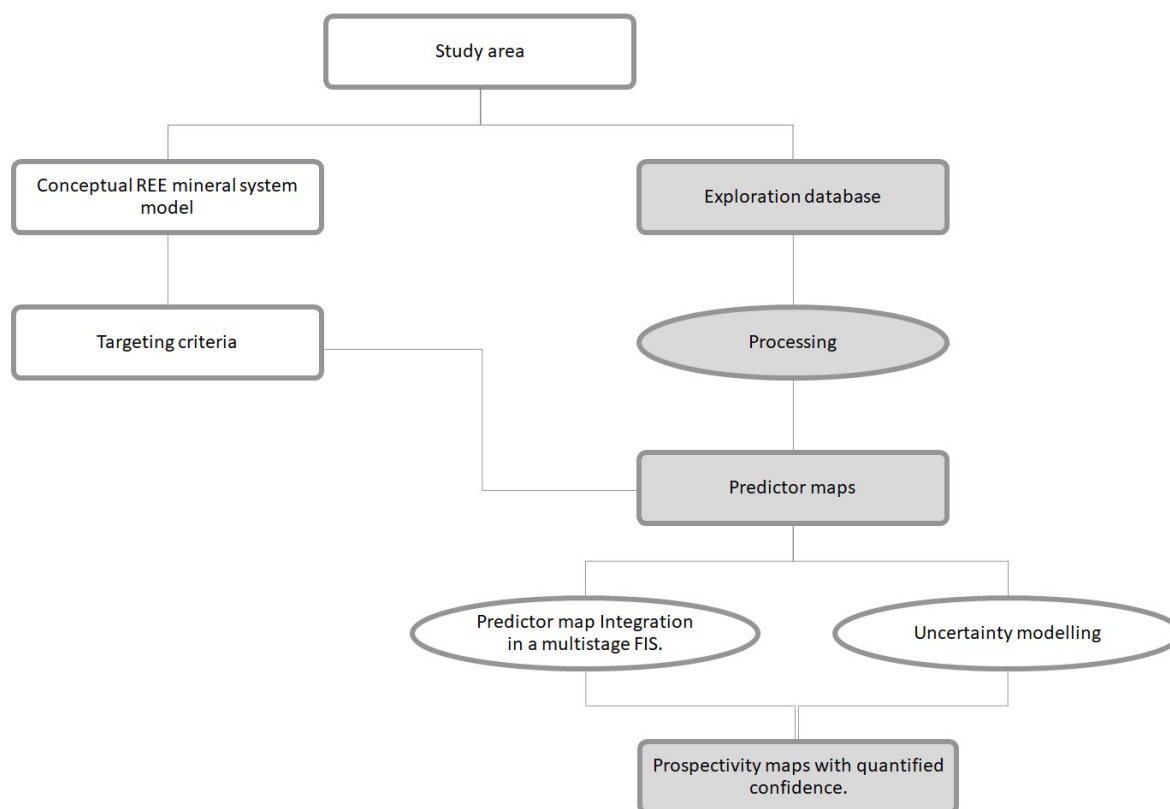 Study area
Conceptual REE mineral system
model
Exploration database
Targeting criteria
Processing
Predictor maps
Predictor map Integration
in a multistage FIS.
Uncertainty modelling
Prospectivity maps with quantified
confidence.